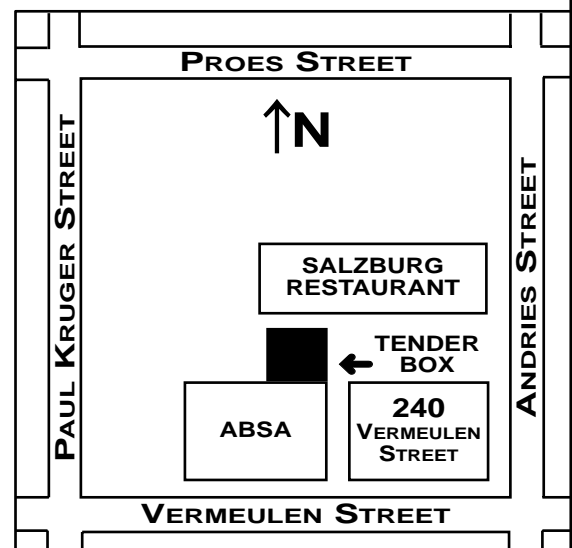 PROES STREET
N
PAUL KRUGER STREET
ANDRIES STREET
SALZBURG
RESTAURANT
TENDER
BOX
ABSA
240
VERMEULEN
STREET
VERMEULEN STREET